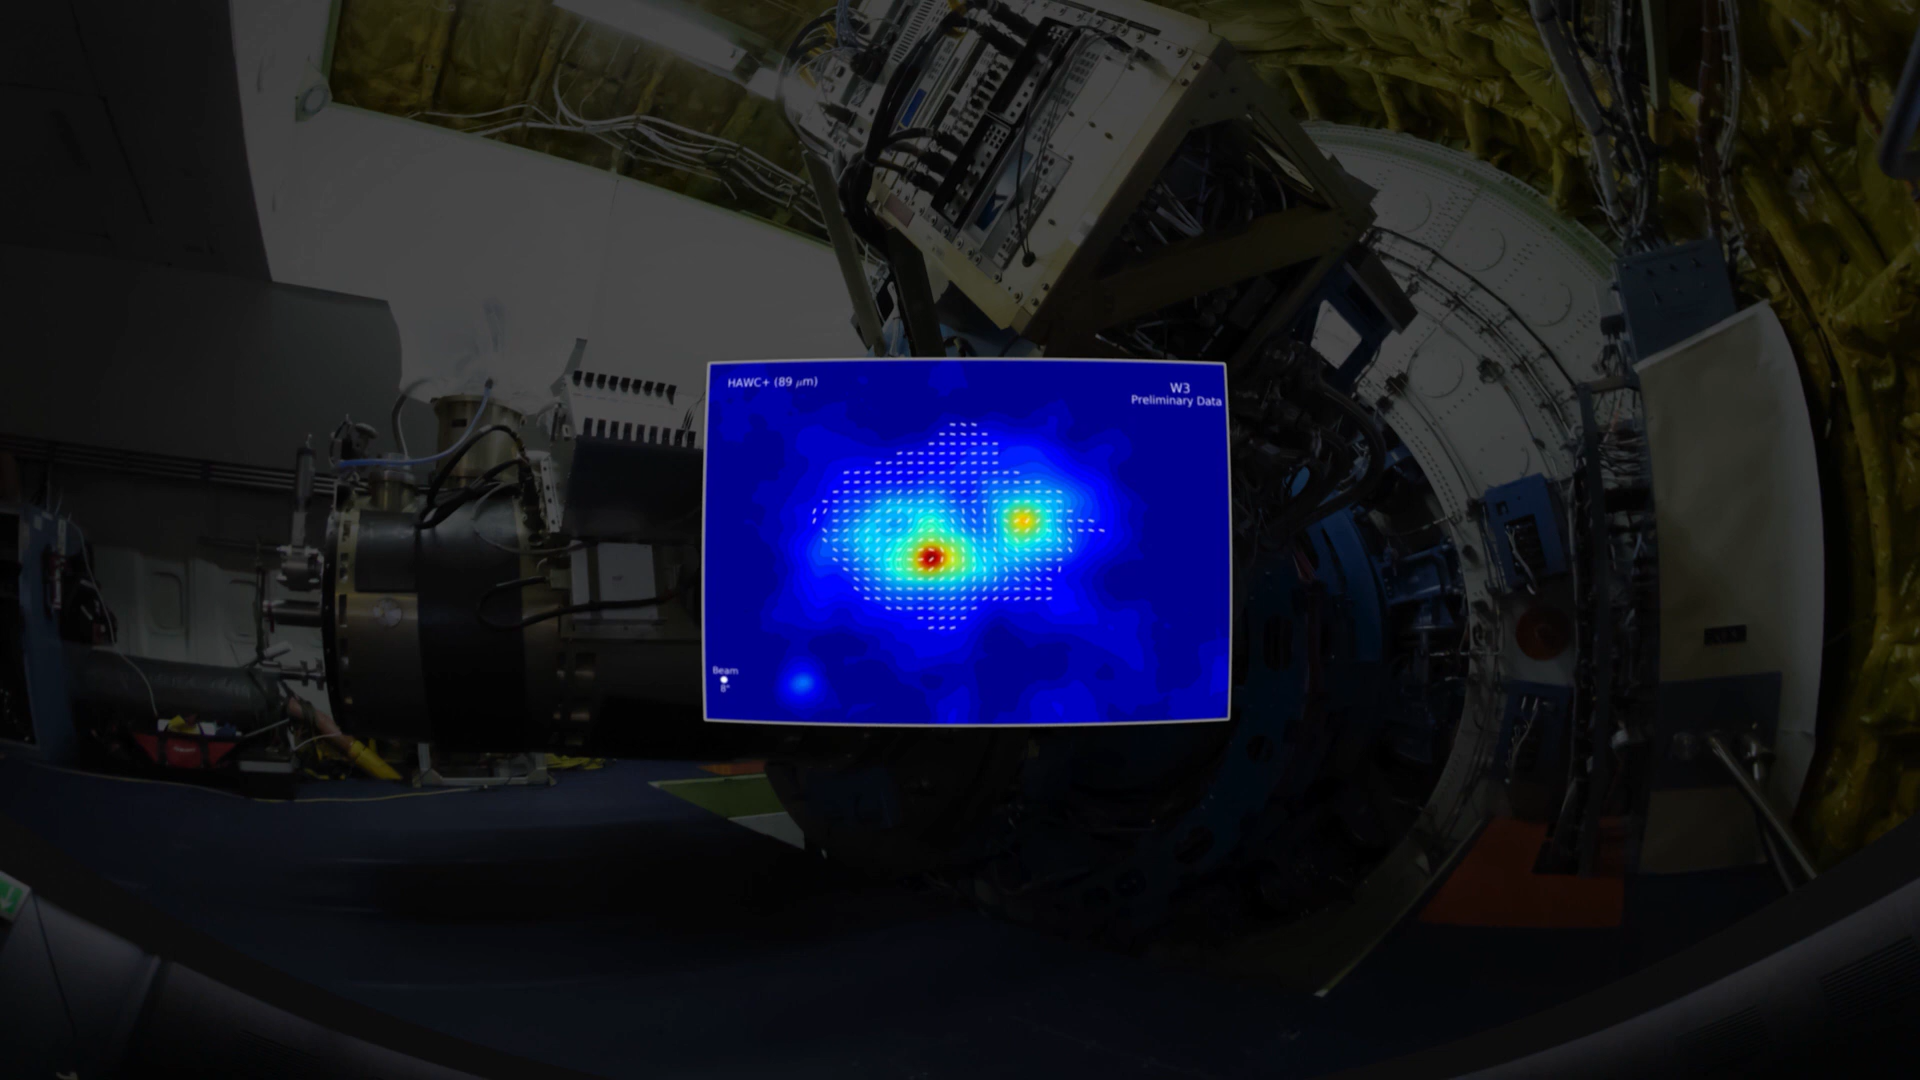 HAWC+ (89 μm)
W3
Preliminary Data
Beam
8"